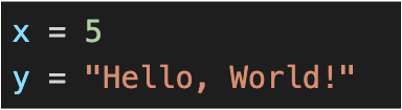 x = 5
y = "Hello, World!"